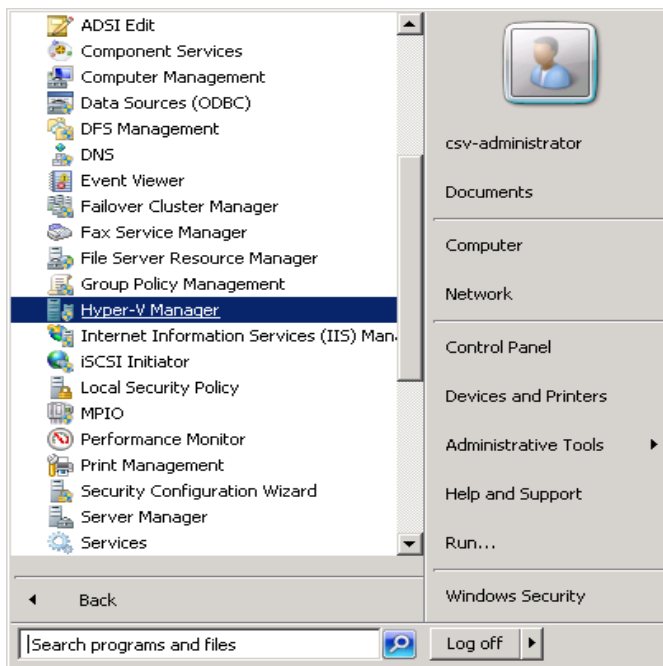 ADSI Edit
Component Services
Computer Management
Data Sources (ODBC)
DFS Management
DNS
Event Viewer
Failover Cluster Manager
Fax Service Manager
File Server Resource Manager
Group Policy Management
Hyper-V Manager
Internet Information Services (IIS) Man
iSCSI Initiator
Local Security Policy
MPIO
Performance Monitor
Print Management
Security Configuration Wizard
Server Manager
Services
Back
Search programs and files
csv-administrator
Documents
Computer
Network
Control Panel
Devices and Printers
Administrative Tools
Help and Support
Run...
Windows Security
Log off